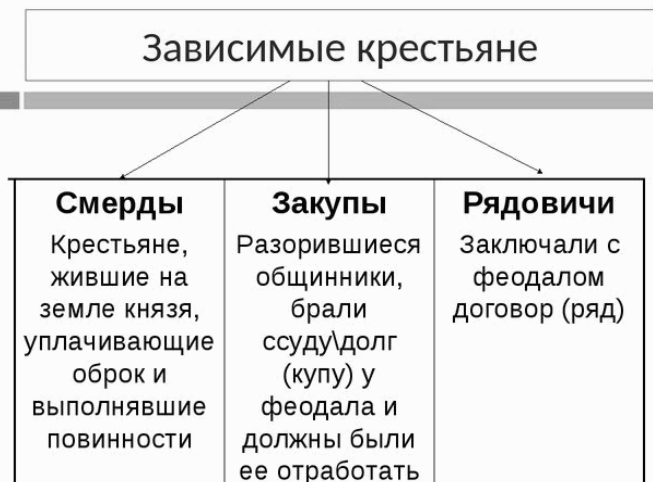 Зависимые крестьяне
Смерды
Крестьяне,
жившие на
земле князя,
уплачивающие
оброк и
выполнявшие
повинности
Закупы
Разорившиеся
общинники,
брали
ссуду\долг
(купу) у
феодала и
должны были
ее отработать
Рядовичи
Заключали с
феодалом
договор (ряд)